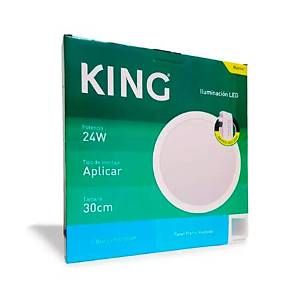 KING®
Iluminación LED
Potencia
24W
Tipo de montaje
Aplicar
Tamaño
30cm